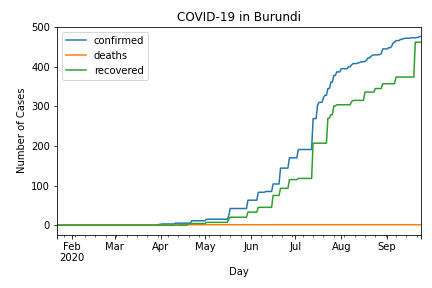 COVID-19 in Burundi
confirmed
deaths
recovered
Number of Cases
500
400
300
200
100
0
Feb Mar Apr May Jun Jul Aug Sep
2020
Day